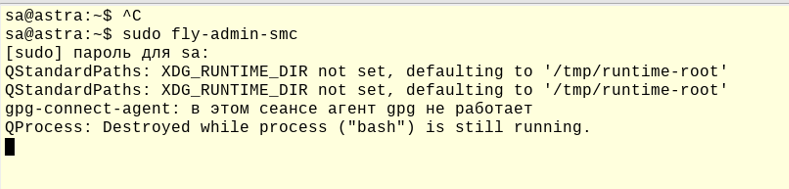 sa@astra:~$ ^C
sa@astra:~$ sudo fly-admin-smc
[sudo] пароль для sa:
QStandardPaths: XDG_RUNTIME_DIR not set, defaulting to '/tmp/runtime-root'
QStandardPaths: XDG_RUNTIME_DIR not set, defaulting to '/tmp/runtime-root'
gpg-connect-agent: в этом сеансе агент gpg не работает
QProcess: Destroyed while process ("bash") is still running.